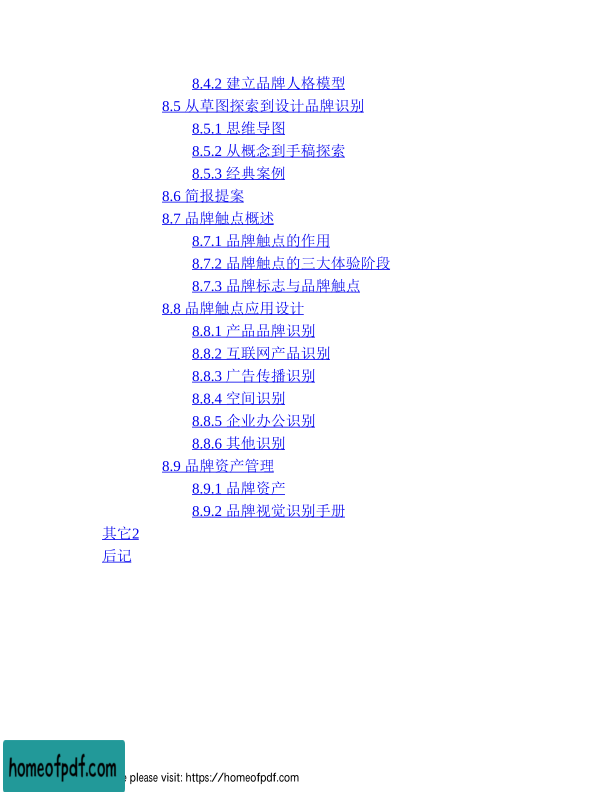 8.4.2 建立品牌人格模型
8.5 从草图探索到设计品牌识别
8.5.1 思维导图
8.5.2 从概念到手稿探索
8.5.3 经典案例
8.6 简报提案
8.7 品牌触点概述
8.7.1 品牌触点的作用
8.7.2 品牌触点的三大体验阶段
8.7.3 品牌标志与品牌触点
8.8 品牌触点应用设计
8.8.1 产品品牌识别
8.8.2 互联网产品识别
8.8.3 广告传播识别
8.8.4 空间识别
8.8.5 企业办公识别
8.8.6 其他识别
8.9 品牌资产管理
8.9.1 品牌资产
8.9.2 品牌视觉识别手册
其它2
后记
homeofpdf.com
please visit: https://homeofpdf.com